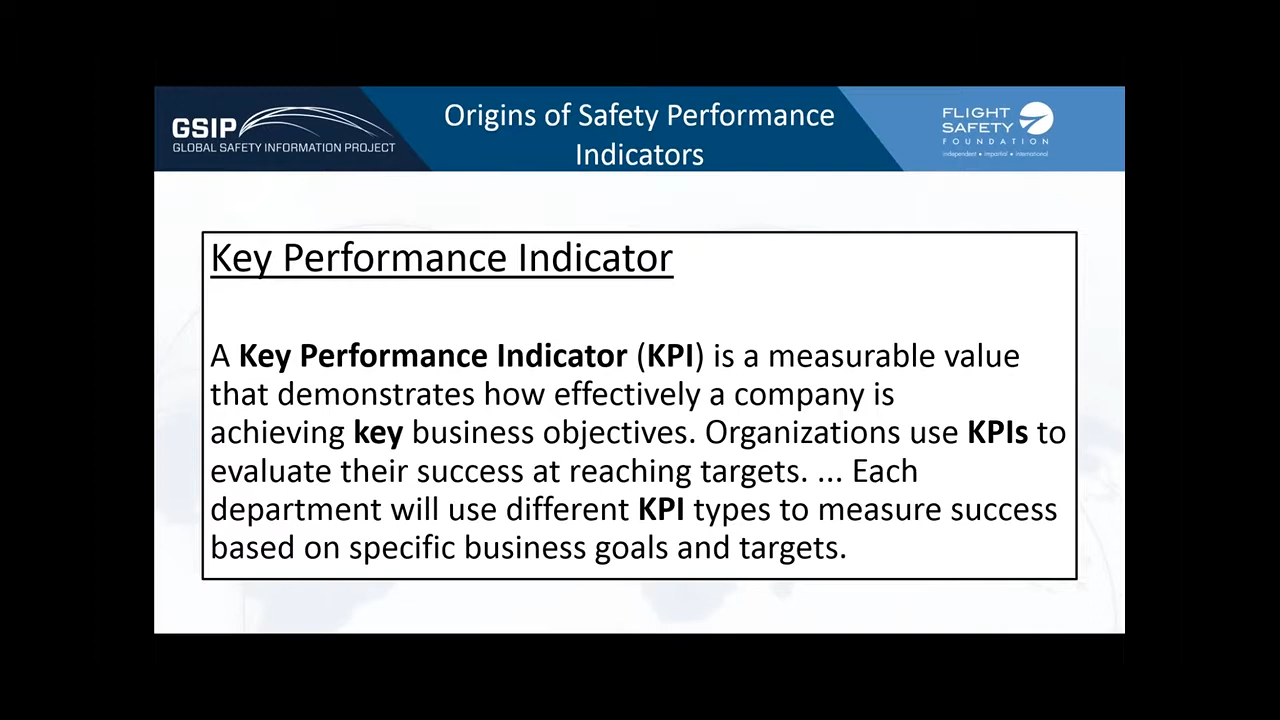 GSIP
GLOBAL SAFETY INFORMATION PROJECT
Origins of Safety Performance
Indicators
FLIGHT
SAFETY
FOUNDATION
independent • impartial • international
Key Performance Indicator
A Key Performance Indicator (KPI) is a measurable value
that demonstrates how effectively a company is
achieving key business objectives. Organizations use KPIs to
evaluate their success at reaching targets. ... Each
department will use different KPI types to measure success
based on specific business goals and targets.